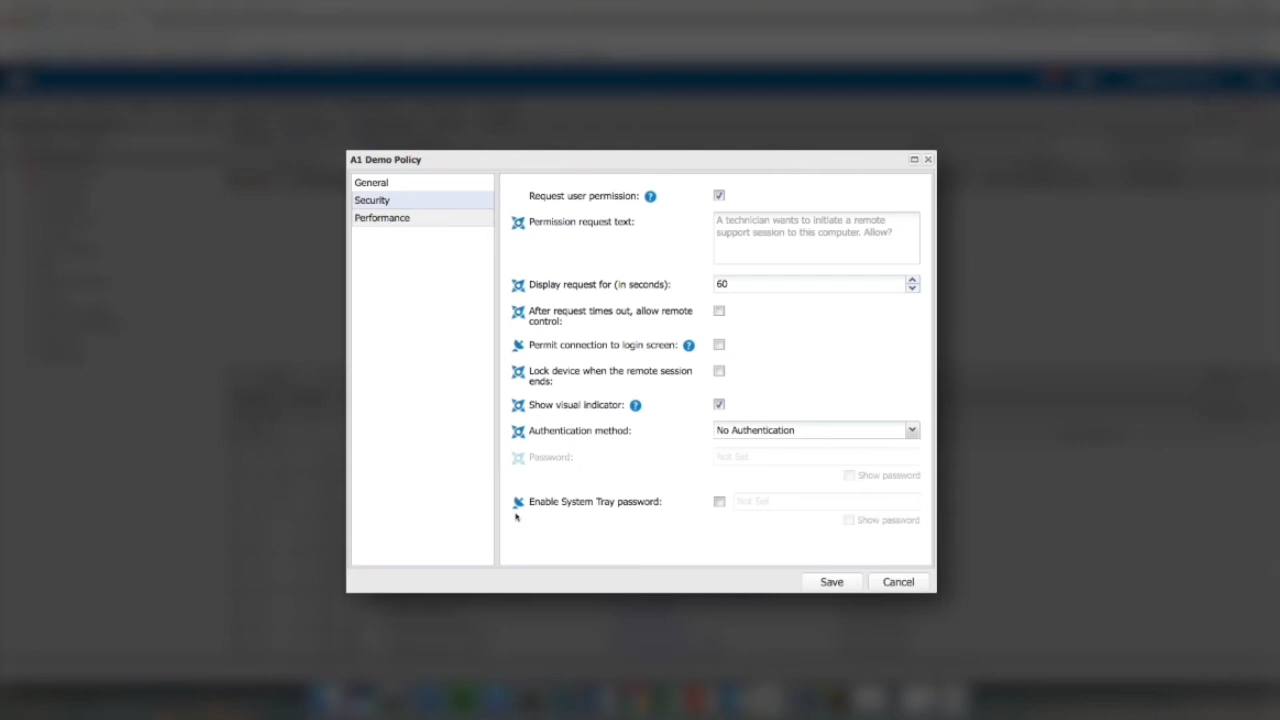 A1 Demo Policy
General
Security
Performance
Request user permission:
Permission request text:
A technician wants to initiate a remote
support session to this computer. Allow?
Display request for (in seconds):
60
After request times out, allow remote
control:
Permit connection to login screen:
Lock device when the remote session
ends:
Show visual indicator:
Authentication method:
No Authentication
Password:
Not Set
Show password
Enable System Tray password:
Not Set
Show password
Save
Cancel